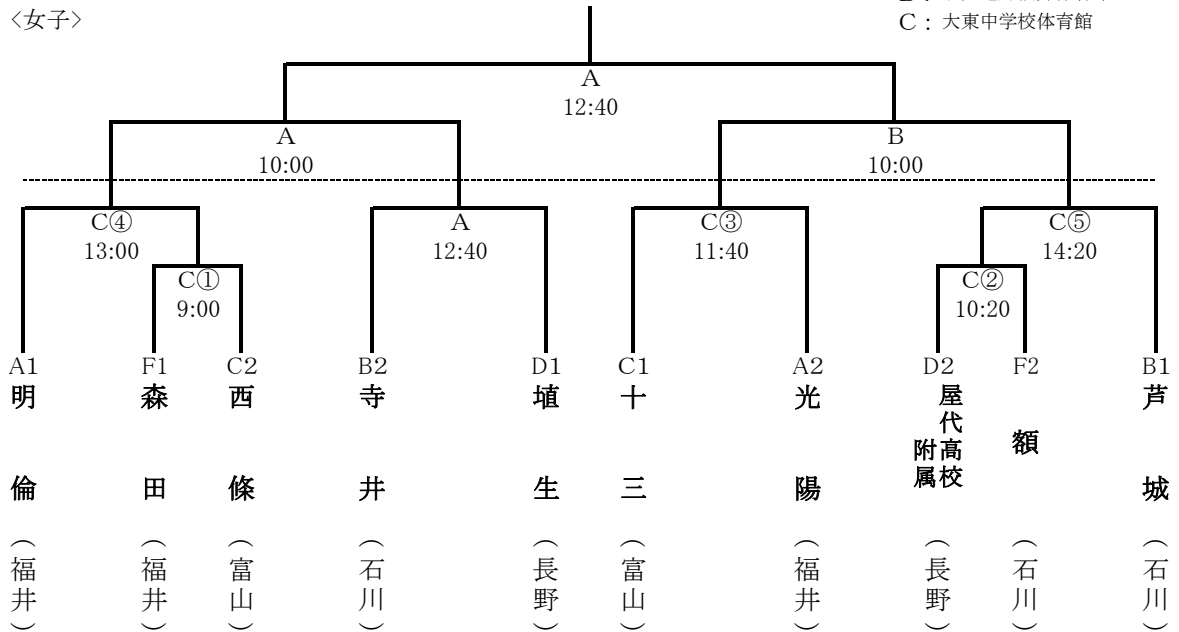 <女子>
C：大東中学校体育館
A
12:40
A
10:00
B
10:00
C④
13:00
A
12:40
C③
11:40
C⑤
14:20
C①
9:00
C②
10:20
A1
F1
C2
B2
D1
C1
A2
D2
F2
B1
明倫
森田
西條
寺井
埴生
十三
光陽
屋代高校
附属
額
芦城
（福井）
（福井）
（富山）
（石川）
（長野）
（富山）
（福井）
（長野）
（石川）
（石川）